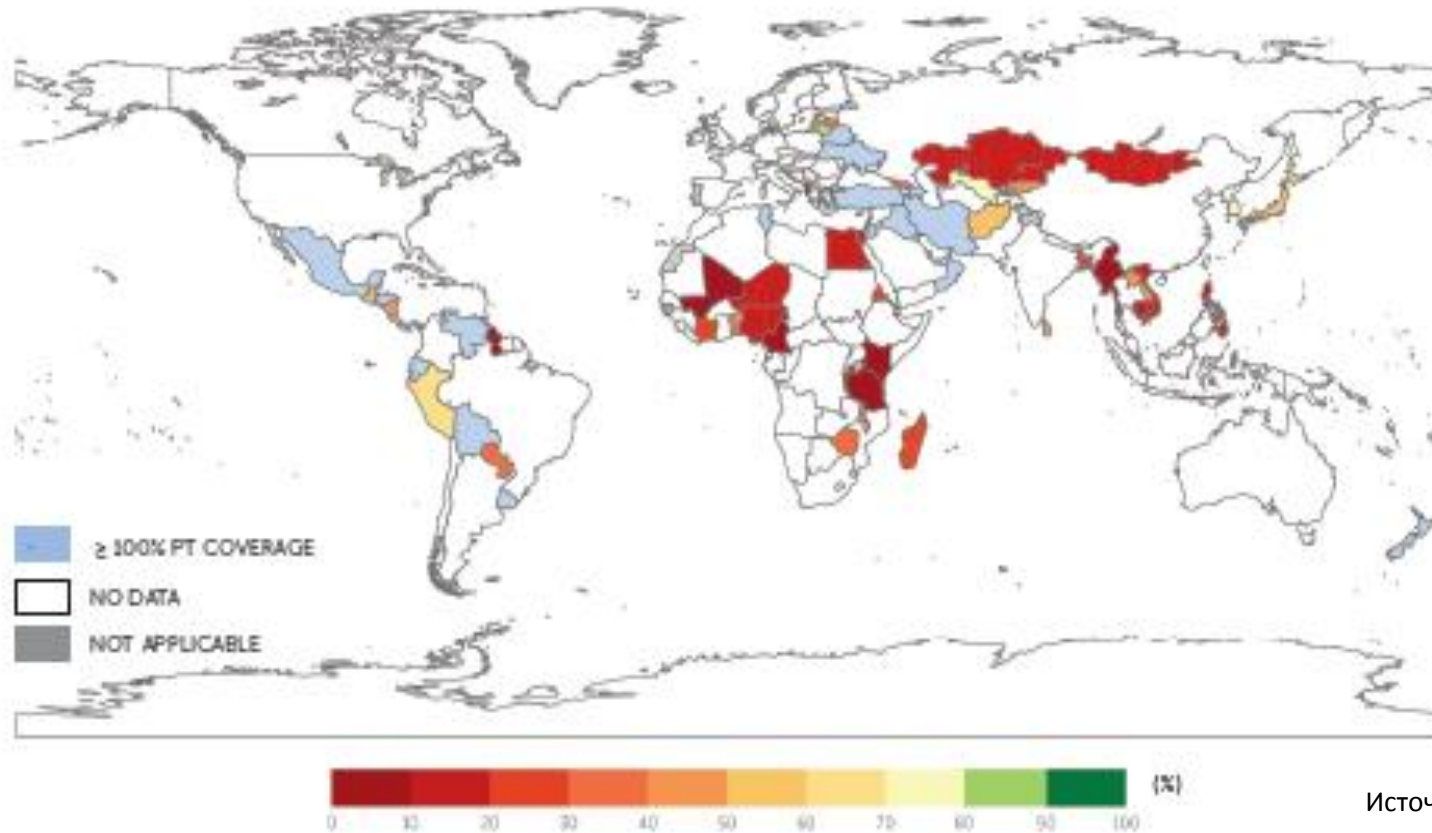 ≥ 100% PT COVERAGE
NO DATA
NOT APPLICABLE
(%)
0 10 20 30 40 50 60 70 80 90 100
Источ